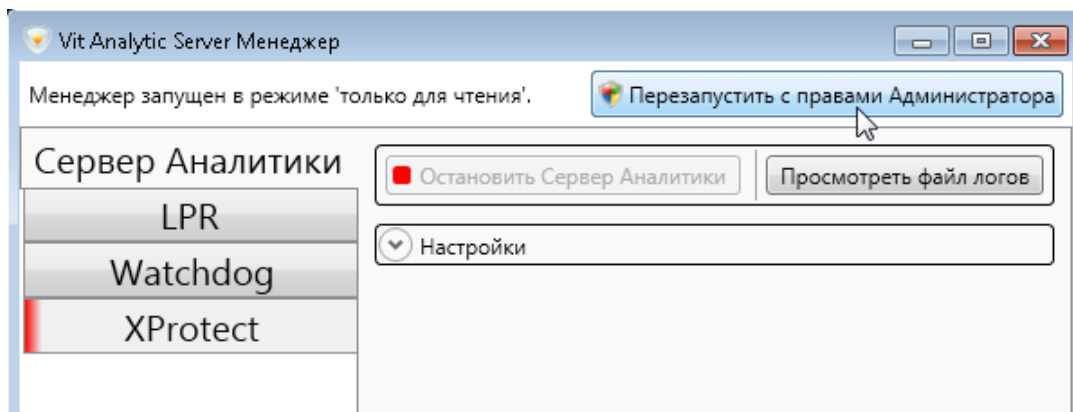 Vit Analytic Server Менеджер
Менеджер запущен в режиме 'только для чтения'.
Перезапустить с правами Администратора
Сервер Аналитики
LPR
Watchdog
XProtect
Остановить Сервер Аналитики
Просмотреть файл логов
Настройки